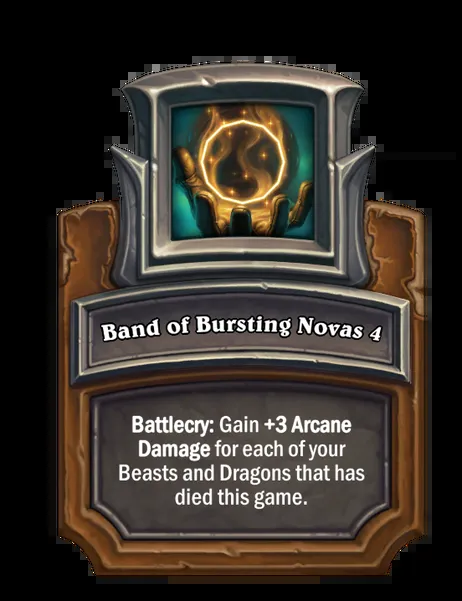 Band of Bursting Novas 4
Battlecry: Gain +3 Arcane
Damage for each of your
Beasts and Dragons that has
died this game.